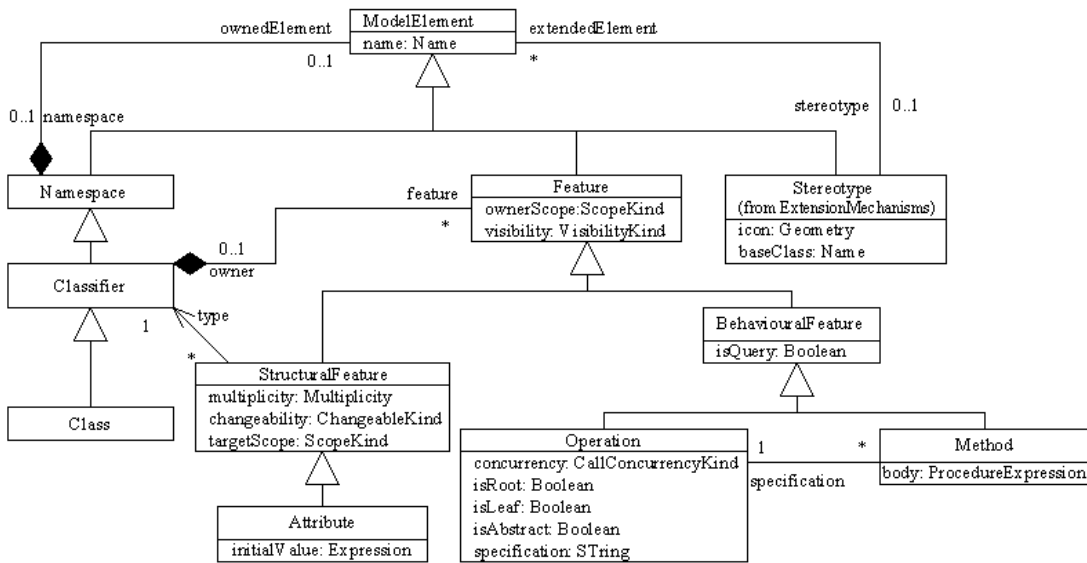 ModelElement
name: Name
ownedElement
0..1
extendedElement
*
0..1 namespace
stereotype
0..1
Namespace
Feature
ownerScope:ScopeKind
visibility: VisibilityKind
Stereotype
(from ExtensionMechanisms)
icon: Geometry
baseClass: Name
feature
*
0..1
owner
Classifier
1
type
*
BehaviouralFeature
isQuery: Boolean
StructuralFeature
multiplicity: Multiplicity
changeability: ChangeableKind
targetScope: ScopeKind
Class
Operation
concurrency: CallConcurrencyKind
isRoot: Boolean
isLeaf: Boolean
isAbstract: Boolean
specification: STring
1
*
specification
Method
body: ProcedureExpression
Attribute
initialValue: Expression